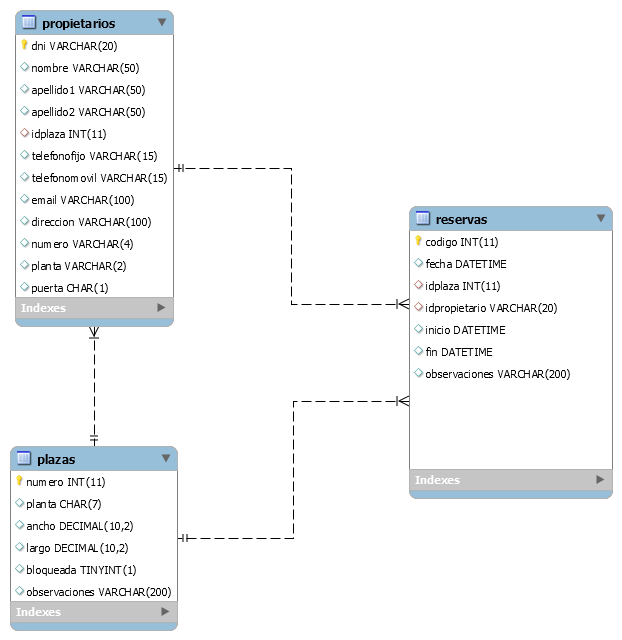 propietarios
dni VARCHAR(20)
nombre VARCHAR(50)
apellido1 VARCHAR(50)
apellido2 VARCHAR(50)
idplaza INT(11)
telefonofijo VARCHAR(15)
telefonomovil VARCHAR(15)
email VARCHAR(100)
direccion VARCHAR(100)
numero VARCHAR(4)
planta VARCHAR(2)
puerta CHAR(1)
Indexes
reservas
codigo INT(11)
fecha DATETIME
idplaza INT(11)
idpropietario VARCHAR(20)
inicio DATETIME
fin DATETIME
observaciones VARCHAR(200)
Indexes
plazas
numero INT(11)
planta CHAR(7)
ancho DECIMAL(10,2)
largo DECIMAL(10,2)
bloqueada TINYINT(1)
observaciones VARCHAR(200)
Indexes